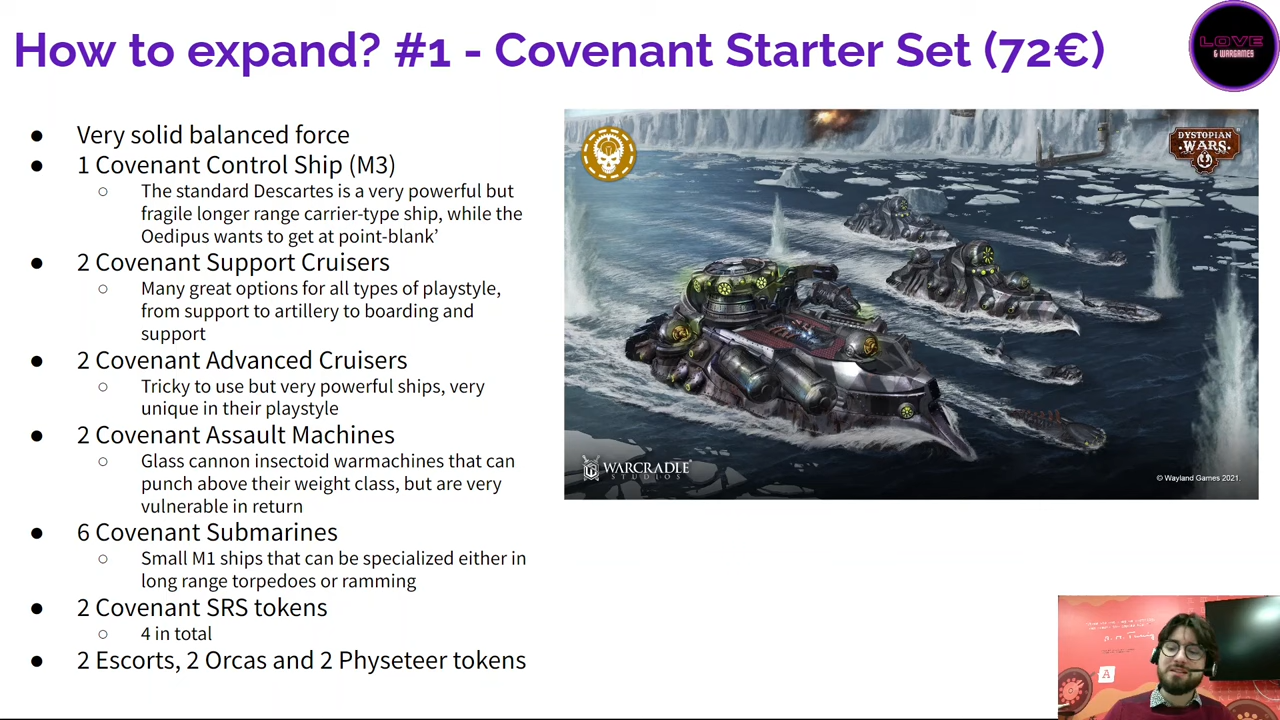 How to expand? #1 - Covenant Starter Set (72€)
LOVE
& WARGAMES
● Very solid balanced force
● 1 Covenant Control Ship (M3)
○ The standard Descartes is a very powerful but
fragile longer range carrier-type ship, while the
Oedipus wants to get at point-blank’
● 2 Covenant Support Cruisers
○ Many great options for all types of playstyle,
from support to artillery to boarding and
support
● 2 Covenant Advanced Cruisers
○ Tricky to use but very powerful ships, very
unique in their playstyle
● 2 Covenant Assault Machines
○ Glass cannon insectoid warmachines that can
punch above their weight class, but are very
vulnerable in return
● 6 Covenant Submarines
○ Small M1 ships that can be specialized either in
long range torpedoes or ramming
● 2 Covenant SRS tokens
○ 4 in total
● 2 Escorts, 2 Orcas and 2 Physeteer tokens
DYSTOPIAN
WARS
WARCRADLE
STUDIOS
© Wayland Games 2021.
A